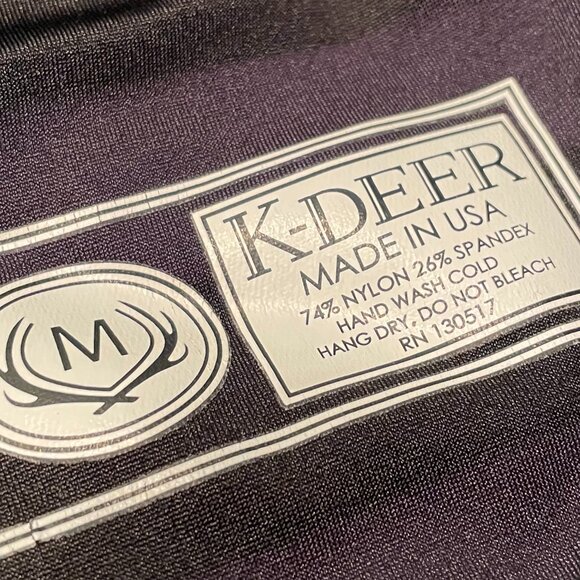 K-DEER
MADE IN USA
74% NYLON 26% SPANDEX
HAND WASH COLD
HANG DRY, DO NOT BLEACH
RN 130517
M